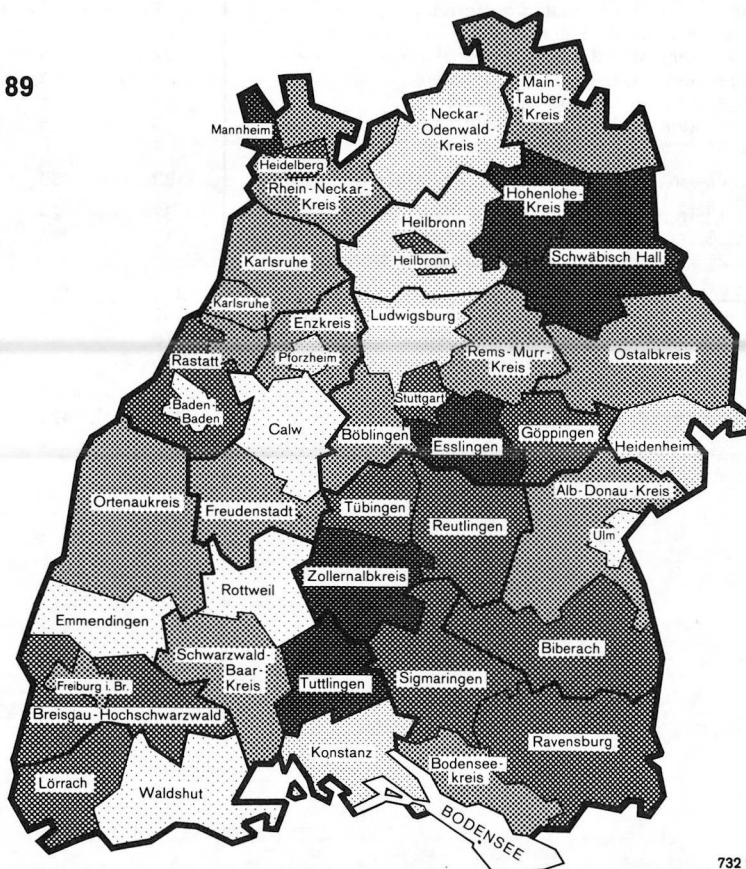 89
Main-
Tauber-
Kreis
Neckar-
Odenwald-
Kreis
Mannheim
Heidelberg
Rhein-Neckar-
Kreis
Hohenlohe-
Kreis
Heilbronn
Heilbronn
Schwäbisch Hall
Karlsruhe
Karlsruhe
Enzkreis
Pforzheim
Ludwigsburg
Rems-Murr-
Kreis
Ostalbkreis
Rastatt
Baden-
Baden
Calw
Stuttgart
Böblingen
Esslingen
Göppingen
Heidenheim
Ortenaukreis
Freudenstadt
Tübingen
Reutlingen
Alb-Donau-Kreis
Ulm
Rottweil
Zollernalbkreis
Emmendingen
Schwarzwald-
Baar-
Kreis
Tuttlingen
Sigmaringen
Biberach
Freiburg i. Br.
Breisgau-Hochschwarzwald
Konstanz
Bodensee-
kreis
Ravensburg
Lörrach
Waldshut
BODENSEE
732